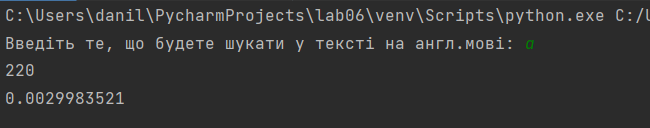 C:\Users\danil\PycharmProjects\lab06\venv\Scripts\python.exe C:/
Введіть те, що будете шукати у тексті на англ.мові: a
220
0.0029983521